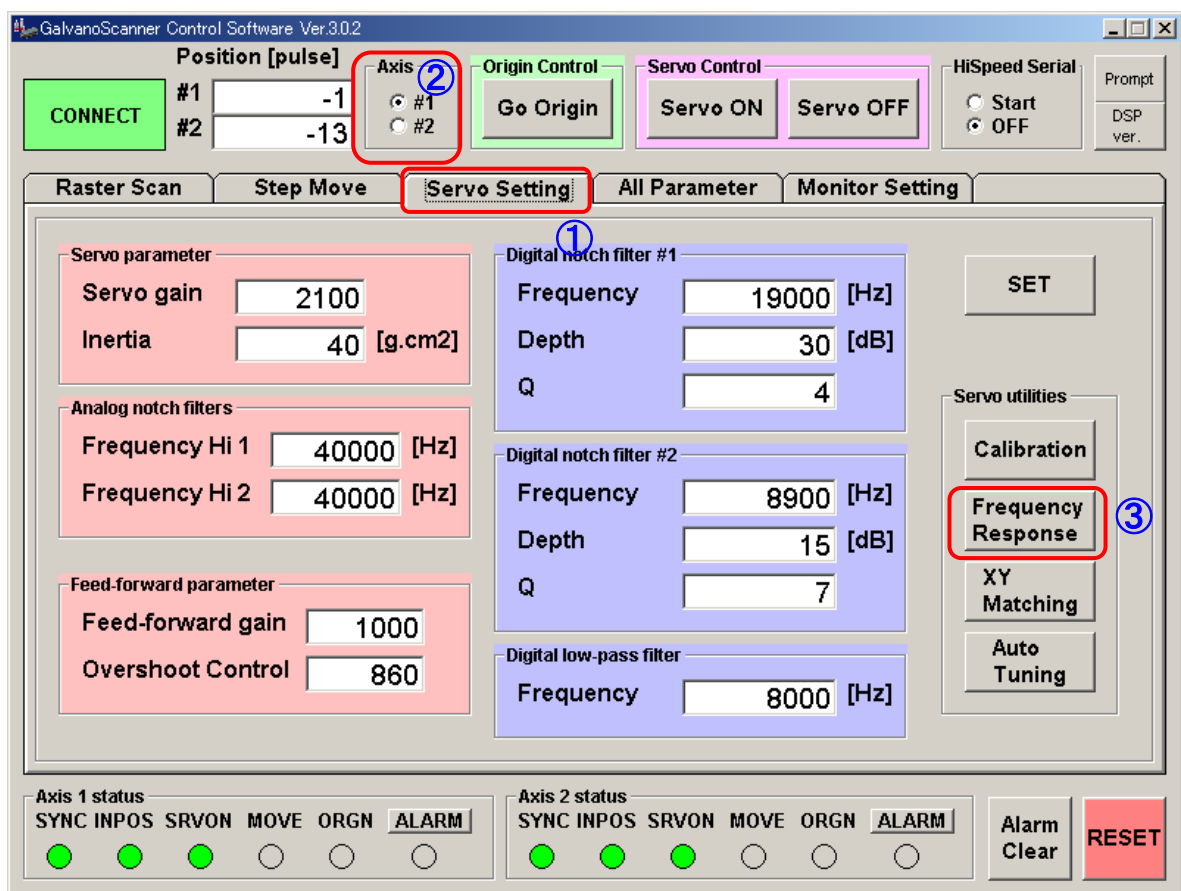 GalvanoScanner Control Software Ver.3.0.2
Position [pulse]
#1 -1
#2 -13
CONNECT
Axis ②
#1
#2
Origin Control
Go Origin
Servo Control
Servo ON Servo OFF
HiSpeed Serial
Start
OFF
Prompt
DSP
ver.
Raster Scan Step Move Servo Setting All Parameter Monitor Setting
①
Servo parameter
Servo gain 2100
Inertia 40 [g.cm2]
Analog notch filters
Frequency Hi 1 40000 [Hz]
Frequency Hi 2 40000 [Hz]
Feed-forward parameter
Feed-forward gain 1000
Overshoot Control 860
Digital notch filter #1
Frequency 19000 [Hz]
Depth 30 [dB]
Q 4
Digital notch filter #2
Frequency 8900 [Hz]
Depth 15 [dB]
Q 7
Digital low-pass filter
Frequency 8000 [Hz]
SET
Servo utilities
Calibration
Frequency
Response
③
XY
Matching
Auto
Tuning
Axis 1 status
SYNC INPOS SRVON MOVE ORGN ALARM
Axis 2 status
SYNC INPOS SRVON MOVE ORGN ALARM
Alarm
Clear
RESET